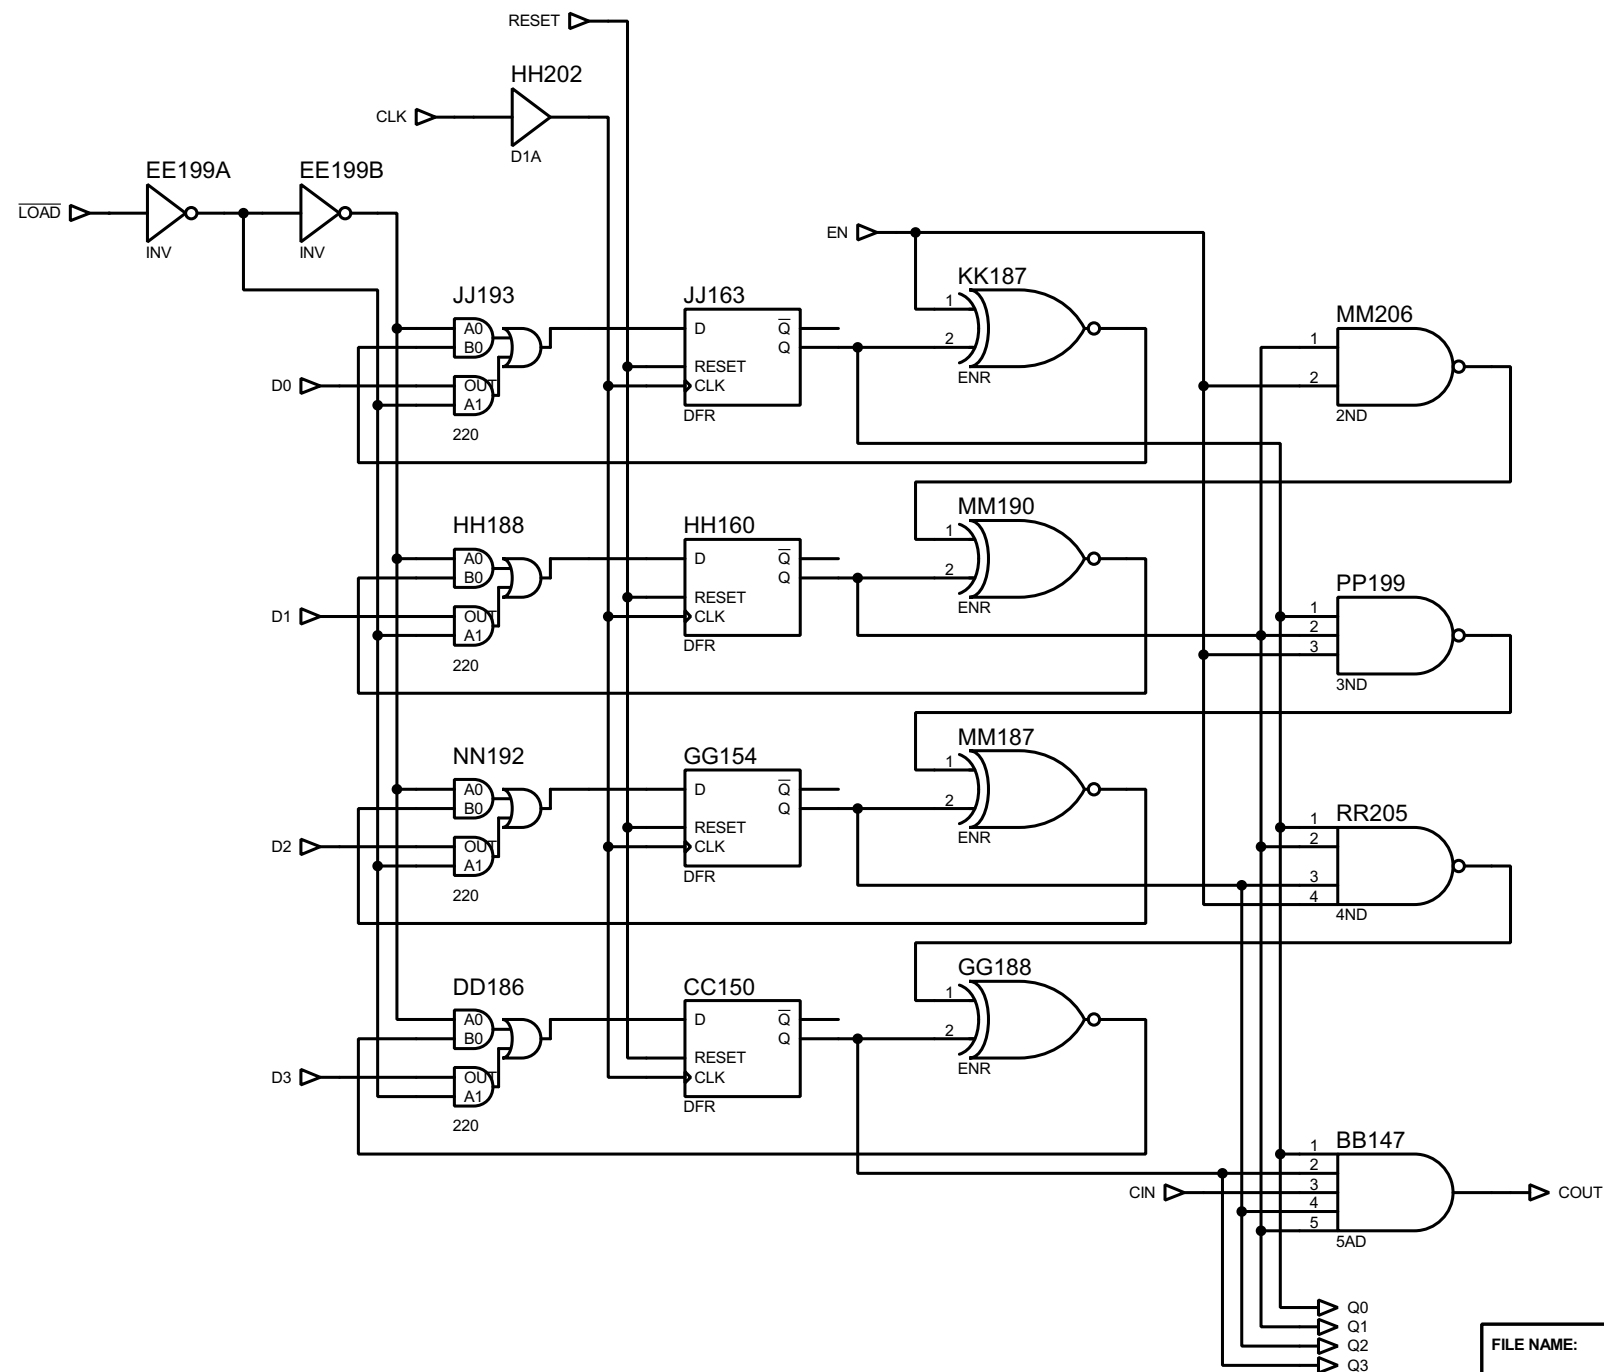 RESET
HH202
CLK
D1A
EE199A
EE199B
LOAD
INV
INV
EN
KK187
1
2
ENR
JJ193
A0
B0
OUT
A1
220
D0
JJ163
D
Q
Q
RESET
CLK
DFR
MM206
1
2
2ND
HH188
A0
B0
OUT
A1
220
D1
HH160
D
Q
Q
RESET
CLK
DFR
MM190
1
2
ENR
PP199
1
2
3
3ND
NN192
A0
B0
OUT
A1
220
D2
GG154
D
Q
Q
RESET
CLK
DFR
MM187
1
2
ENR
RR205
1
2
3
4
4ND
DD186
A0
B0
OUT
A1
220
D3
CC150
D
Q
Q
RESET
CLK
DFR
GG188
1
2
ENR
BB147
1
2
3
4
5
5AD
CIN
COUT
Q0
Q1
Q2
Q3
FILE NAME: